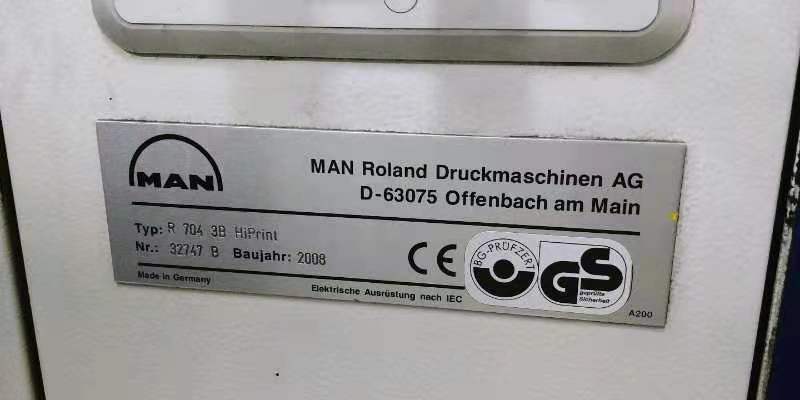 MAN
MAN Roland Druckmaschinen AG
D-63075 Offenbach am Main
Typ: R 704 3B HiPrint
Nr.: 32747 B Baujahr: 2008
CE
BG-PRÜFZERT
GS
geprüfte
Sicherheit
Made in Germany
Elektrische Ausrüstung nach IEC
A200